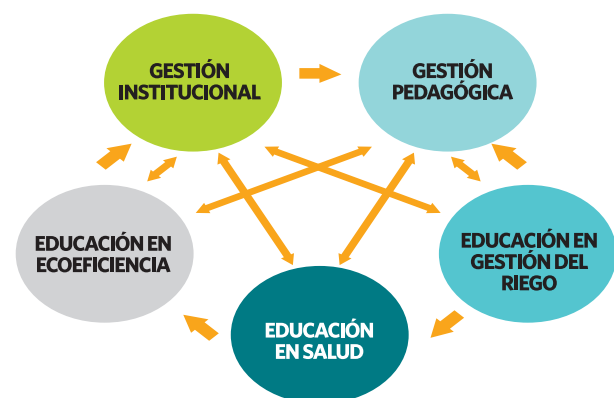 GESTIÓN
INSTITUCIONAL
GESTIÓN
PEDAGÓGICA
EDUCACIÓN EN
ECOEFICIENCIA
EDUCACIÓN EN
GESTIÓN DEL
RIEGO
EDUCACIÓN
EN SALUD